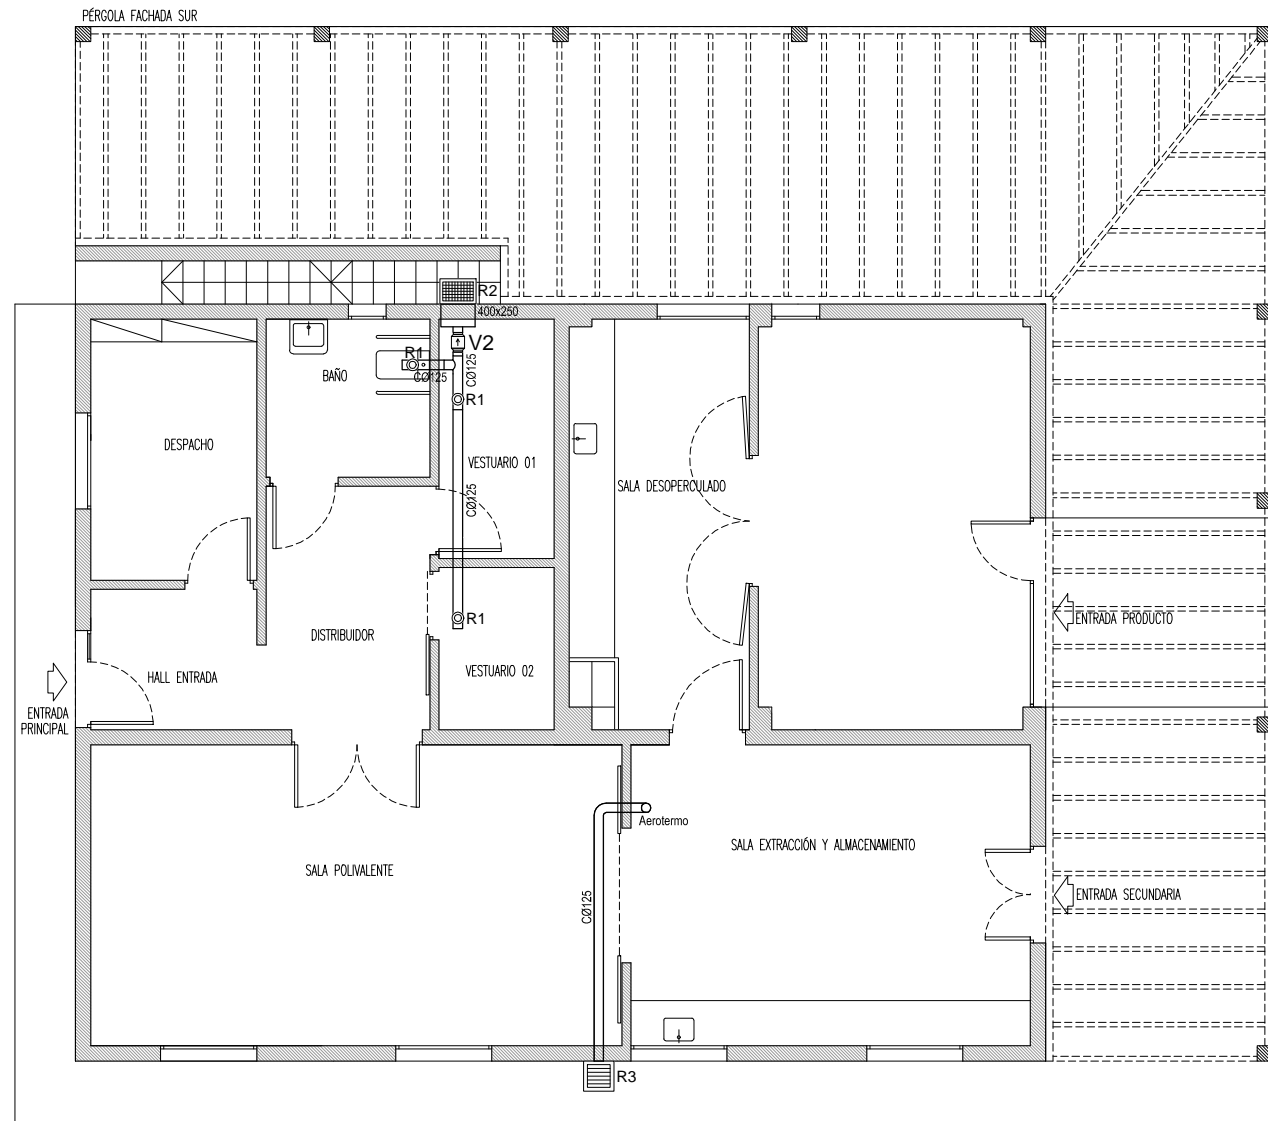 PÉRGOLA FACHADA SUR
R2
400x250
V2
R1
CØ125
CØ125
BAÑO
R1
DESPACHO
VESTUARIO 01
SALA DESOPERCULADO
CØ125
R1
ENTRADA PRODUCTO
DISTRIBUIDOR
HALL ENTRADA
VESTUARIO 02
ENTRADA
PRINCIPAL
Aerotermo
SALA EXTRACCIÓN Y ALMACENAMIENTO
SALA POLIVALENTE
CØ125
ENTRADA SECUNDARIA
R3